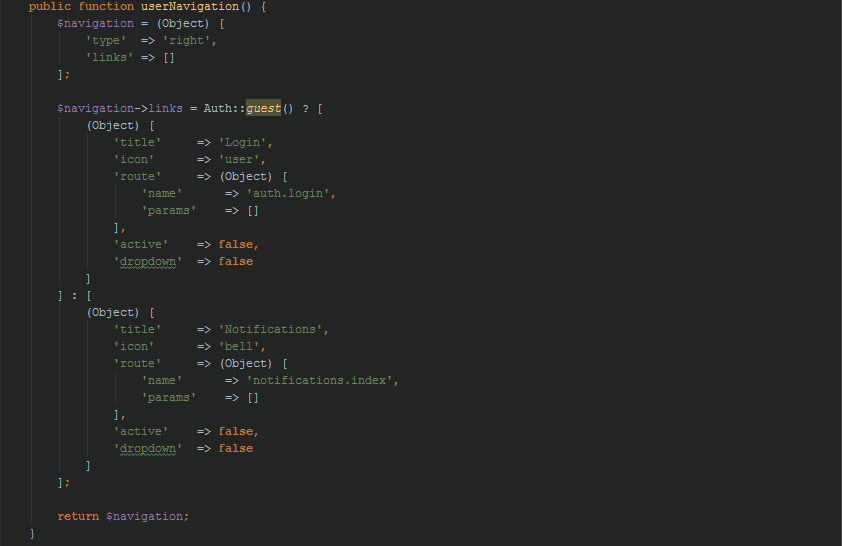 public function userNavigation() {
    $navigation = (Object) [
        'type'  => 'right',
        'links' => []
    ];

    $navigation->links = Auth::guest() ? [
        (Object) [
            'title'     => 'Login',
            'icon'      => 'user',
            'route'     => (Object) [
                'name'      => 'auth.login',
                'params'    => []
            ],
            'active'    => false,
            'dropdown'  => false
        ]
    ] : [
        (Object) [
            'title'     => 'Notifications',
            'icon'      => 'bell',
            'route'     => (Object) [
                'name'      => 'notifications.index',
                'params'    => []
            ],
            'active'    => false,
            'dropdown'  => false
        ]
    ];

    return $navigation;
}